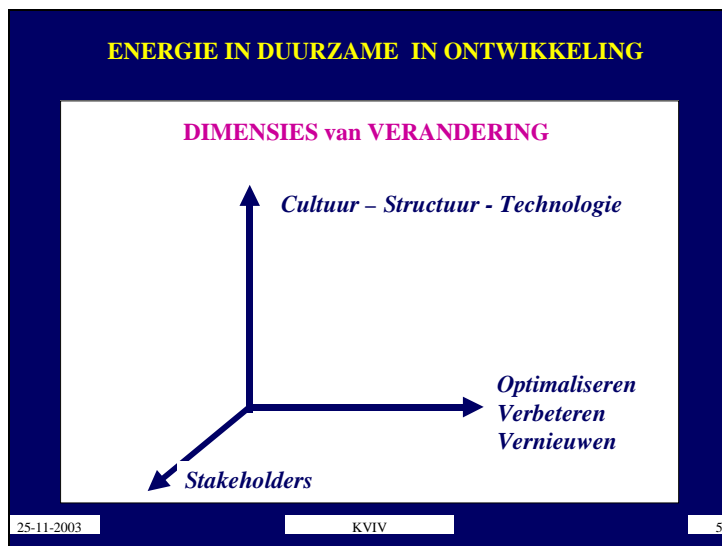 ENERGIE IN DUURZAME IN ONTWIKKELING
DIMENSIES van VERANDERING
Cultuur – Structuur - Technologie
Optimaliseren
Verbeteren
Vernieuwen
Stakeholders
25-11-2003
KVIV
5